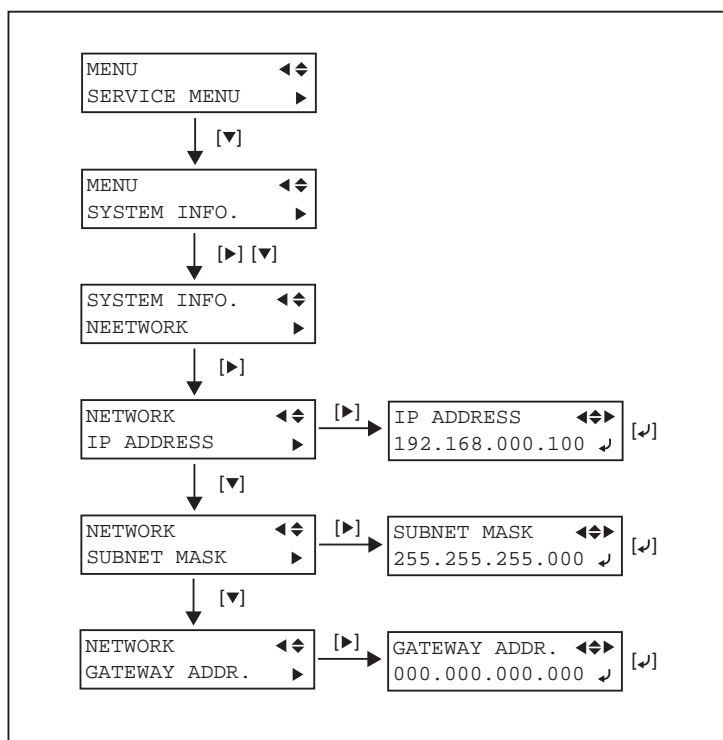 MENU ◀◆
SERVICE MENU ▶
[▼]
MENU ◀◆
SYSTEM INFO. ▶
[▶] [▼]
SYSTEM INFO. ◀◆
NEETWORK ▶
[▶]
NETWORK ◀◆
IP ADDRESS ▶
[▶]
IP ADDRESS ◀◆▶
192.168.000.100 ↵
[↵]
[▼]
NETWORK ◀◆
SUBNET MASK ▶
[▶]
SUBNET MASK ◀◆▶
255.255.255.000 ↵
[↵]
[▼]
NETWORK ◀◆
GATEWAY ADDR. ▶
[▶]
GATEWAY ADDR. ◀◆▶
000.000.000.000 ↵
[↵]